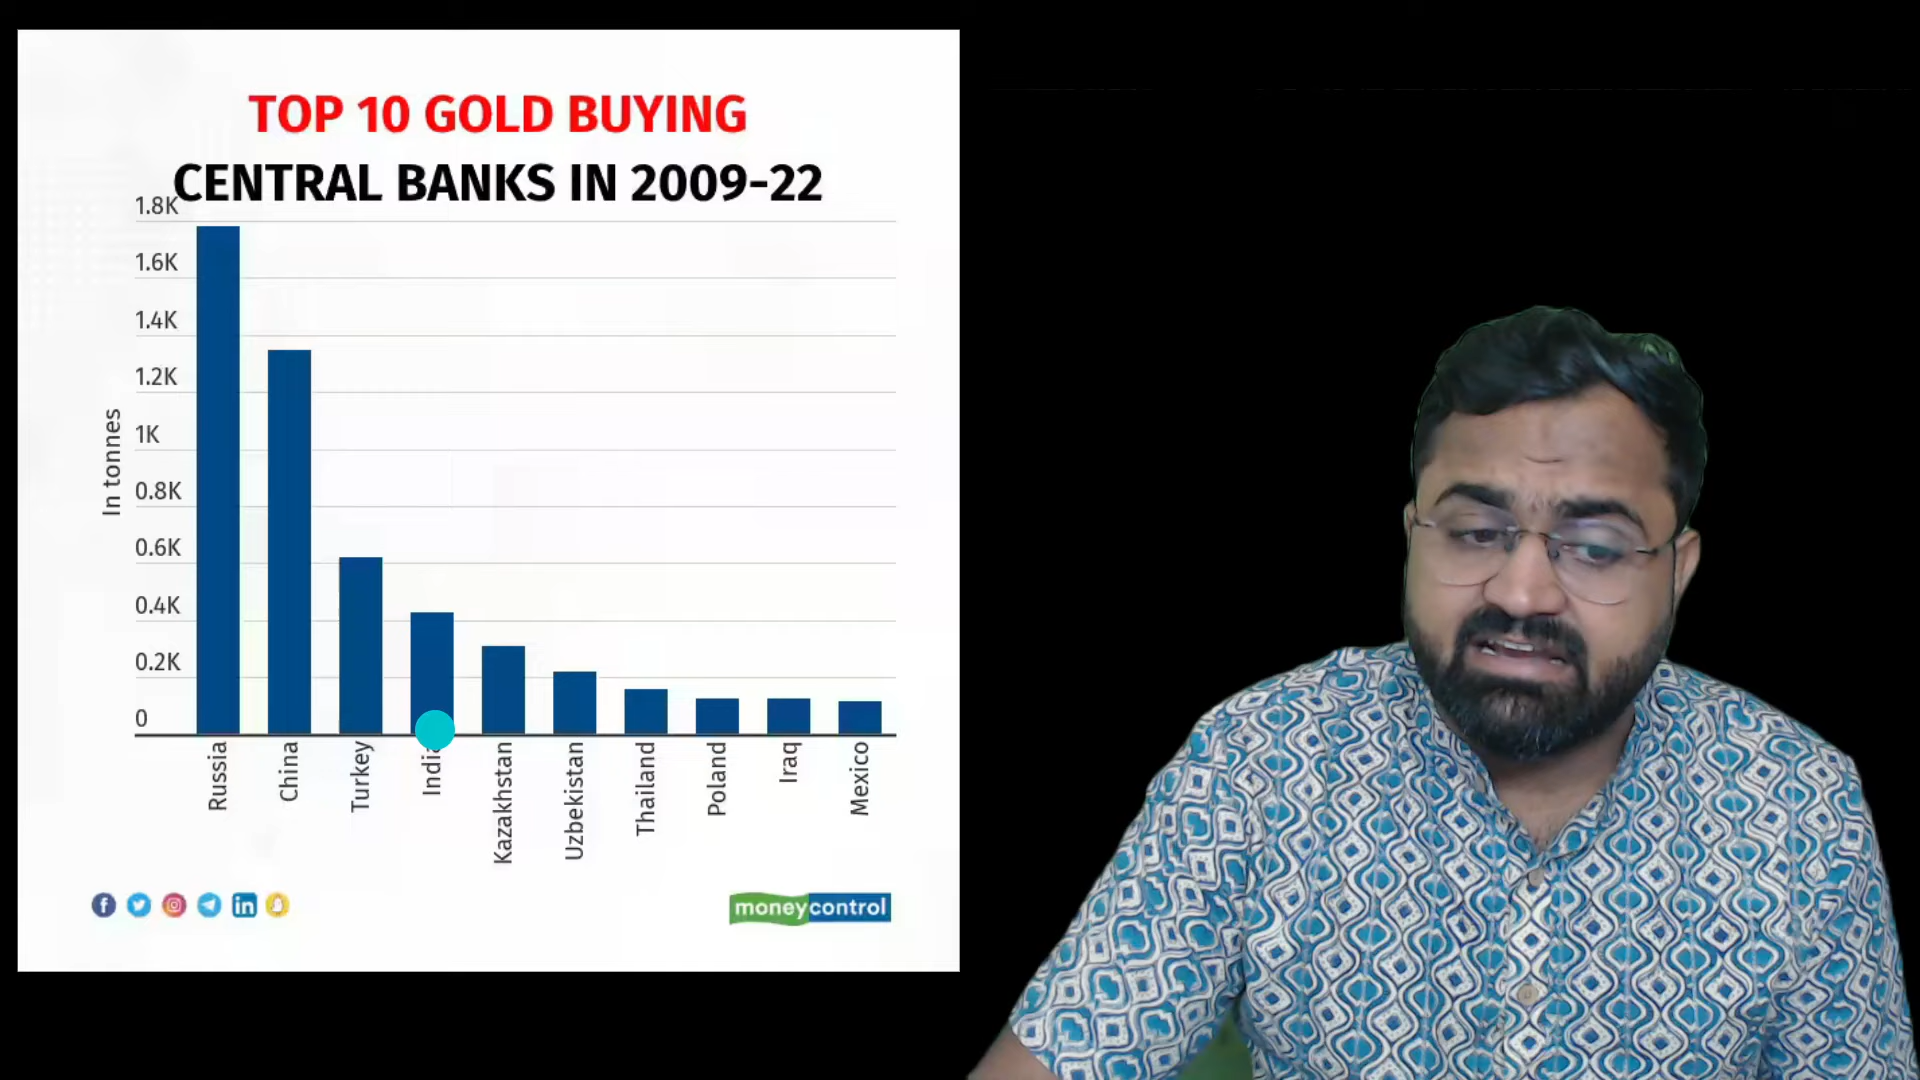 TOP 10 GOLD BUYING
CENTRAL BANKS IN 2009-22
1.8K
1.6K
1.4K
1.2K
1K
0.8K
0.6K
0.4K
0.2K
0
In tonnes
Russia
China
Turkey
India
Kazakhstan
Uzbekistan
Thailand
Poland
Iraq
Mexico
f
in
moneycontrol